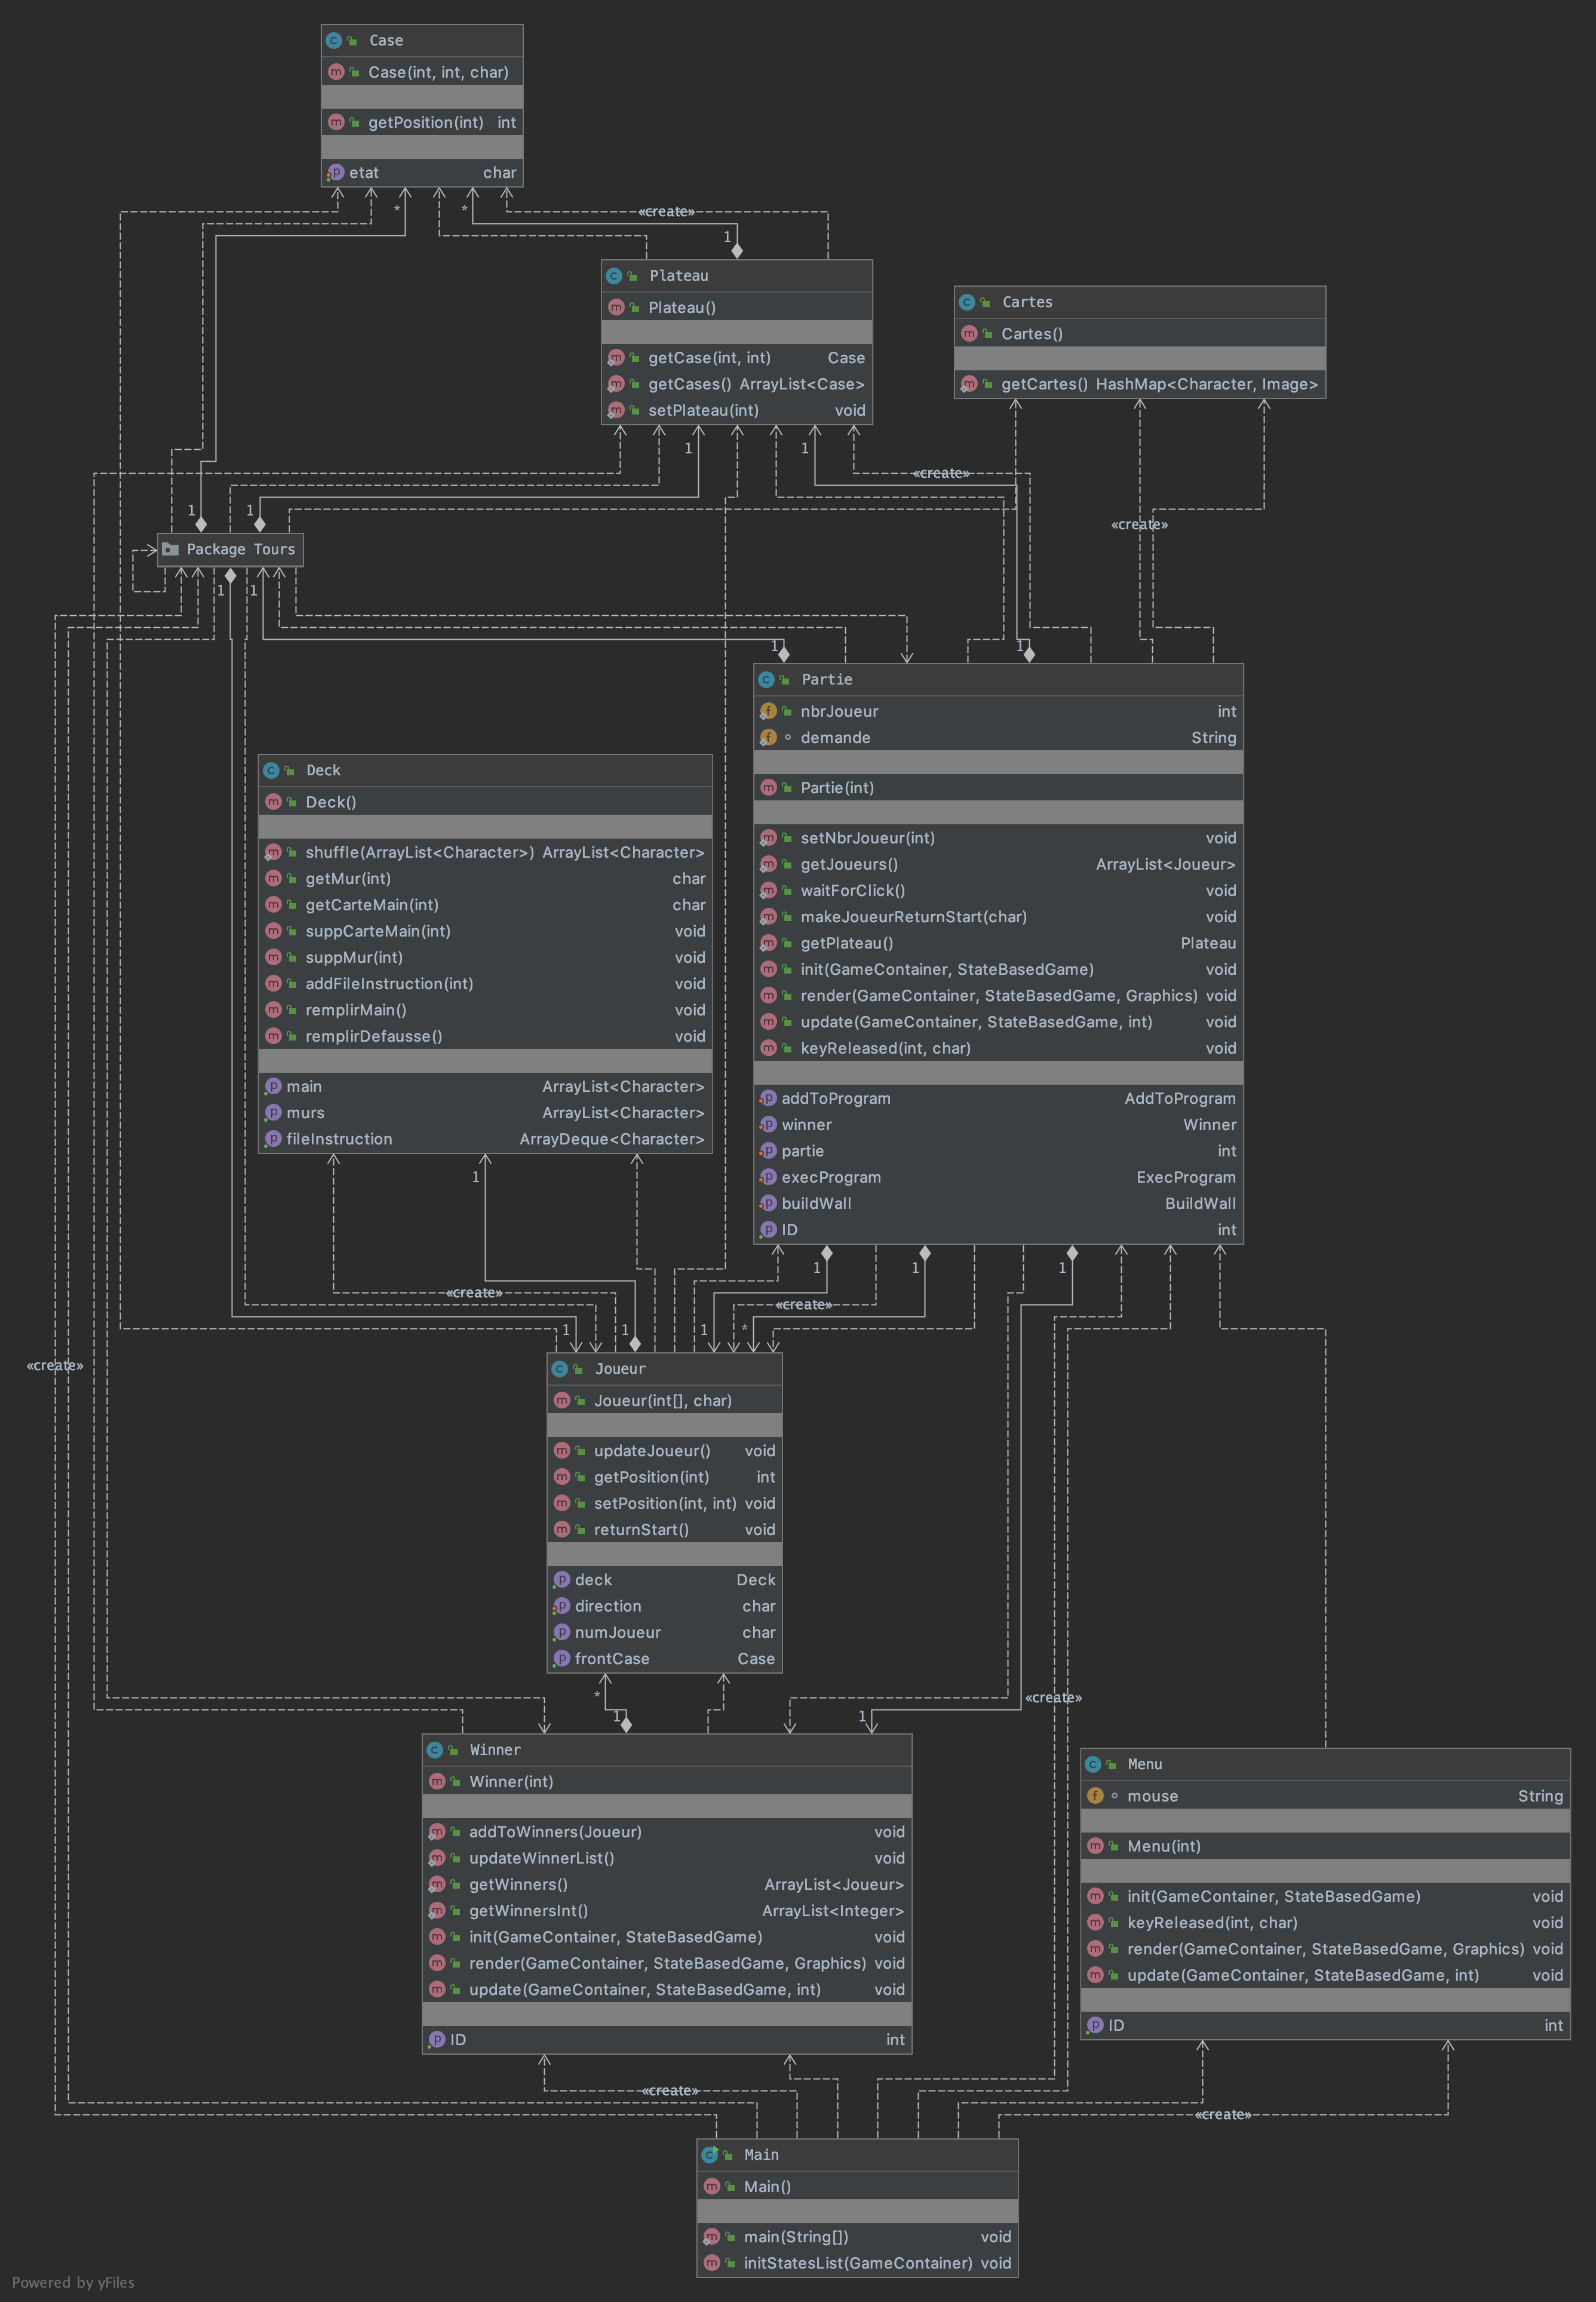 Case
Case(int, int, char)
getPosition(int) int
etat char
*
*
«create»
1
Plateau
Plateau()
getCase(int, int) Case
getCases() ArrayList<Case>
setPlateau(int) void
Cartes
Cartes()
getCartes() HashMap<Character, Image>
1
1
«create»
1
1
«create»
Package Tours
1
1
1
1
Partie
nbrJoueur int
demande String
Partie(int)
setNbrJoueur(int) void
getJoueurs() ArrayList<Joueur>
waitForClick() void
makeJoueurReturnStart(char) void
getPlateau() Plateau
init(GameContainer, StateBasedGame) void
render(GameContainer, StateBasedGame, Graphics) void
update(GameContainer, StateBasedGame, int) void
keyReleased(int, char) void
addToProgram AddToProgram
winner Winner
partie int
execProgram ExecProgram
buildWall BuildWall
ID int
Deck
Deck()
shuffle(ArrayList<Character>) ArrayList<Character>
getMur(int) char
getCarteMain(int) char
suppCarteMain(int) void
suppMur(int) void
addFileInstruction(int) void
remplirMain() void
remplirDefausse() void
main ArrayList<Character>
murs ArrayList<Character>
fileInstruction ArrayDeque<Character>
1
1
1
1
«create»
«create»
1
1
1
*
«create»
Joueur
Joueur(int[], char)
updateJoueur() void
getPosition(int) int
setPosition(int, int) void
returnStart() void
deck Deck
direction char
numJoueur char
frontCase Case
*
1
1
«create»
Winner
Winner(int)
addToWinners(Joueur) void
updateWinnerList() void
getWinners() ArrayList<Joueur>
getWinnersInt() ArrayList<Integer>
init(GameContainer, StateBasedGame) void
render(GameContainer, StateBasedGame, Graphics) void
update(GameContainer, StateBasedGame, int) void
ID int
Menu
mouse String
Menu(int)
init(GameContainer, StateBasedGame) void
keyReleased(int, char) void
render(GameContainer, StateBasedGame, Graphics) void
update(GameContainer, StateBasedGame, int) void
ID int
«create»
«create»
Main
Main()
main(String[]) void
initStatesList(GameContainer) void
Powered by yFiles